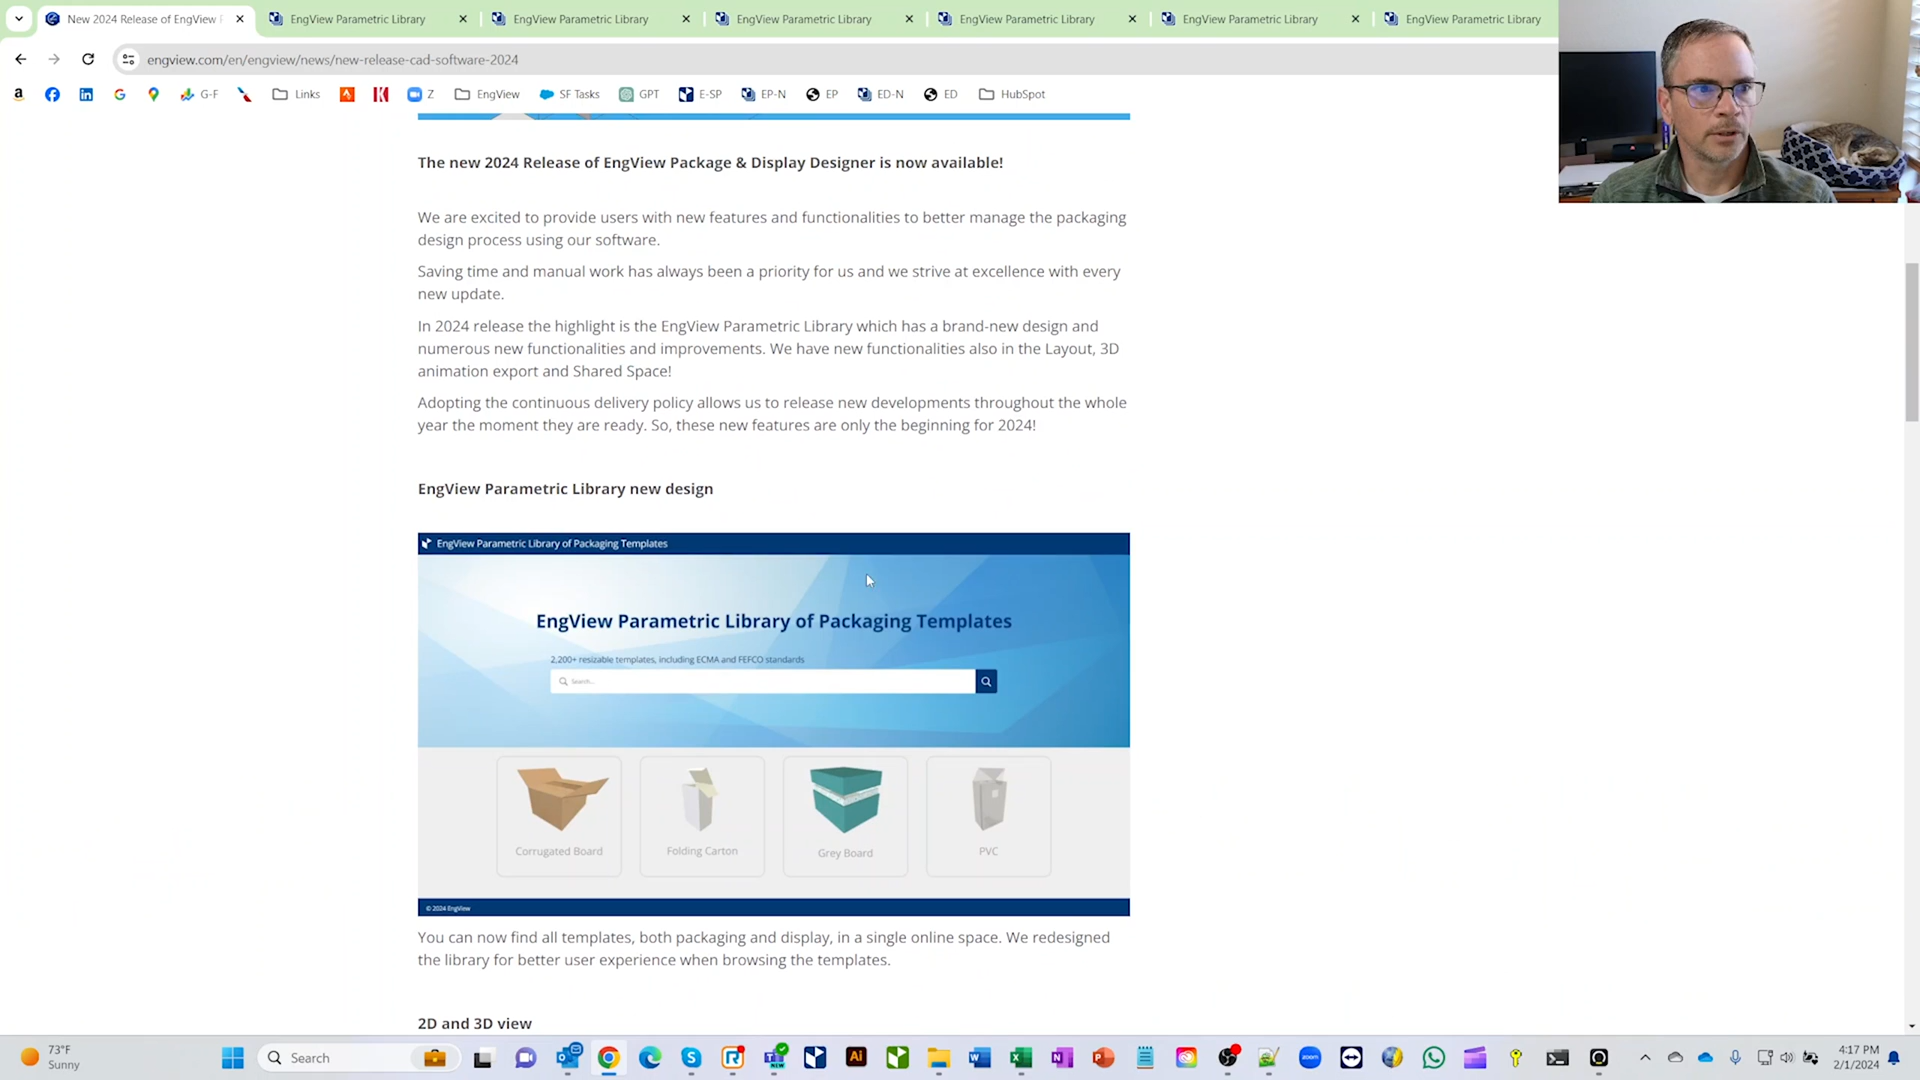 New 2024 Release of EngView P
EngView Parametric Library
EngView Parametric Library
EngView Parametric Library
EngView Parametric Library
EngView Parametric Library
EngView Parametric Library
engview.com/en/engview/news/new-release-cad-software-2024
G-F
Links
Z
EngView
SF Tasks
GPT
E-SP
EP-N
EP
ED-N
ED
HubSpot
The new 2024 Release of EngView Package & Display Designer is now available!
We are excited to provide users with new features and functionalities to better manage the packaging
design process using our software.
Saving time and manual work has always been a priority for us and we strive at excellence with every
new update.
In 2024 release the highlight is the EngView Parametric Library which has a brand-new design and
numerous new functionalities and improvements. We have new functionalities also in the Layout, 3D
animation export and Shared Space!
Adopting the continuous delivery policy allows us to release new developments throughout the whole
year the moment they are ready. So, these new features are only the beginning for 2024!
EngView Parametric Library new design
EngView Parametric Library of Packaging Templates
EngView Parametric Library of Packaging Templates
2,200+ resizable templates, including ECMA and FEFCO standards
Search...
Corrugated Board
Folding Carton
Grey Board
PVC
© 2024 EngView
You can now find all templates, both packaging and display, in a single online space. We redesigned
the library for better user experience when browsing the templates.
2D and 3D view
73°F
Sunny
Search
NEW
Ai
zoom
4:17 PM
2/1/2024